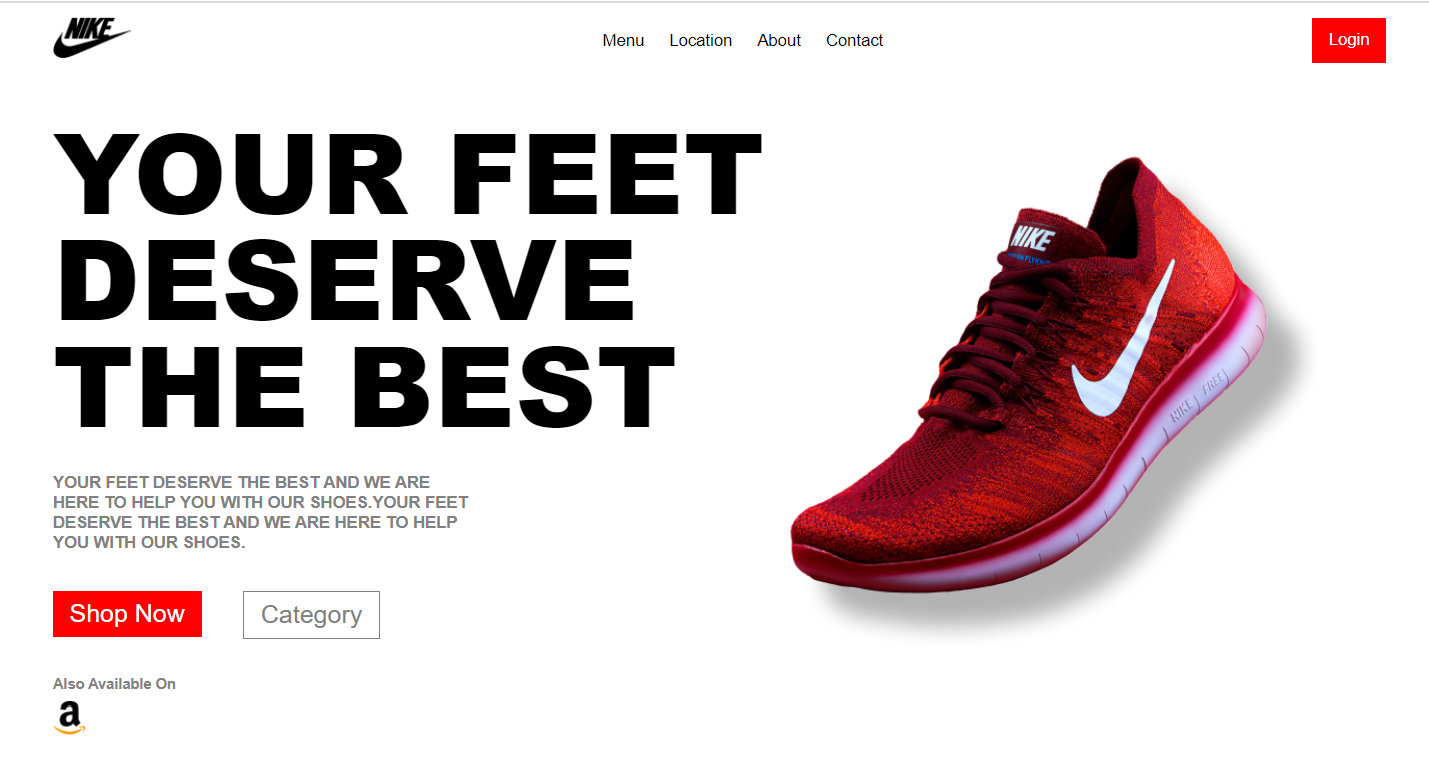 NIKE
Menu Location About Contact
Login
YOUR FEET
DESERVE
THE BEST
YOUR FEET DESERVE THE BEST AND WE ARE
HERE TO HELP YOU WITH OUR SHOES.YOUR FEET
DESERVE THE BEST AND WE ARE HERE TO HELP
YOU WITH OUR SHOES.
Shop Now
Category
Also Available On
a
NIKE
NIKE FREE